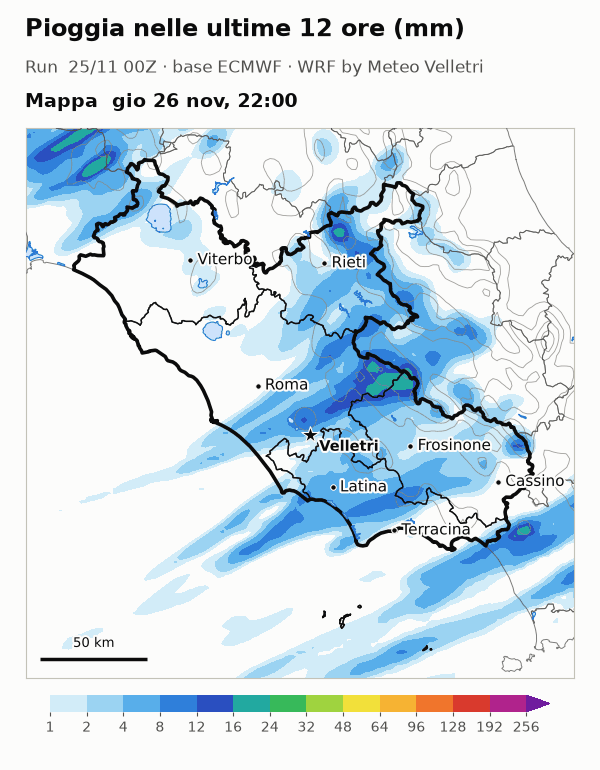 Pioggia nelle ultime 12 ore (mm)
Run  25/11 00Z · base ECMWF · WRF by Meteo Velletri
Mappa  gio 26 nov, 22:00
Viterbo
Rieti
Roma
Velletri
Frosinone
Cassino
Latina
Terracina
50 km
1 2 4 8 12 16 24 32 48 64 96 128 192 256